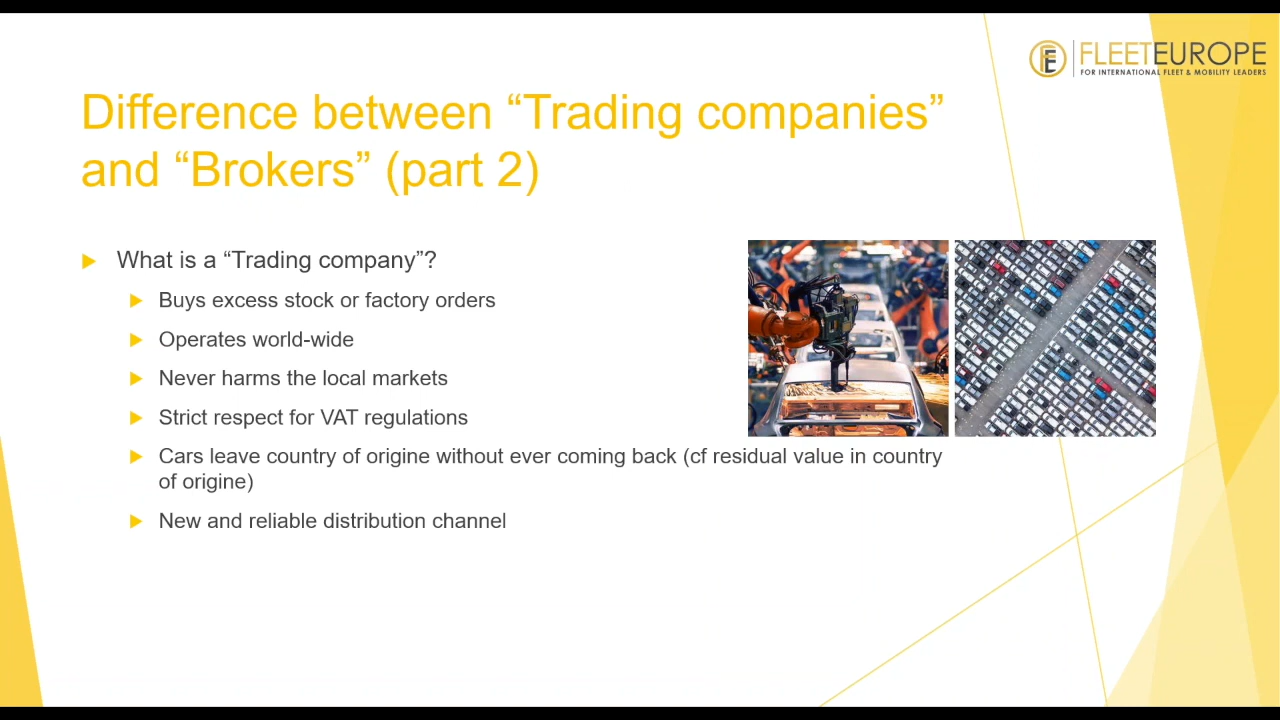 FLEETEUROPE
FOR INTERNATIONAL FLEET & MOBILITY LEADERS
Difference between “Trading companies”
and “Brokers” (part 2)
What is a “Trading company”?
Buys excess stock or factory orders
Operates world-wide
Never harms the local markets
Strict respect for VAT regulations
Cars leave country of origine without ever coming back (cf residual value in country
of origine)
New and reliable distribution channel